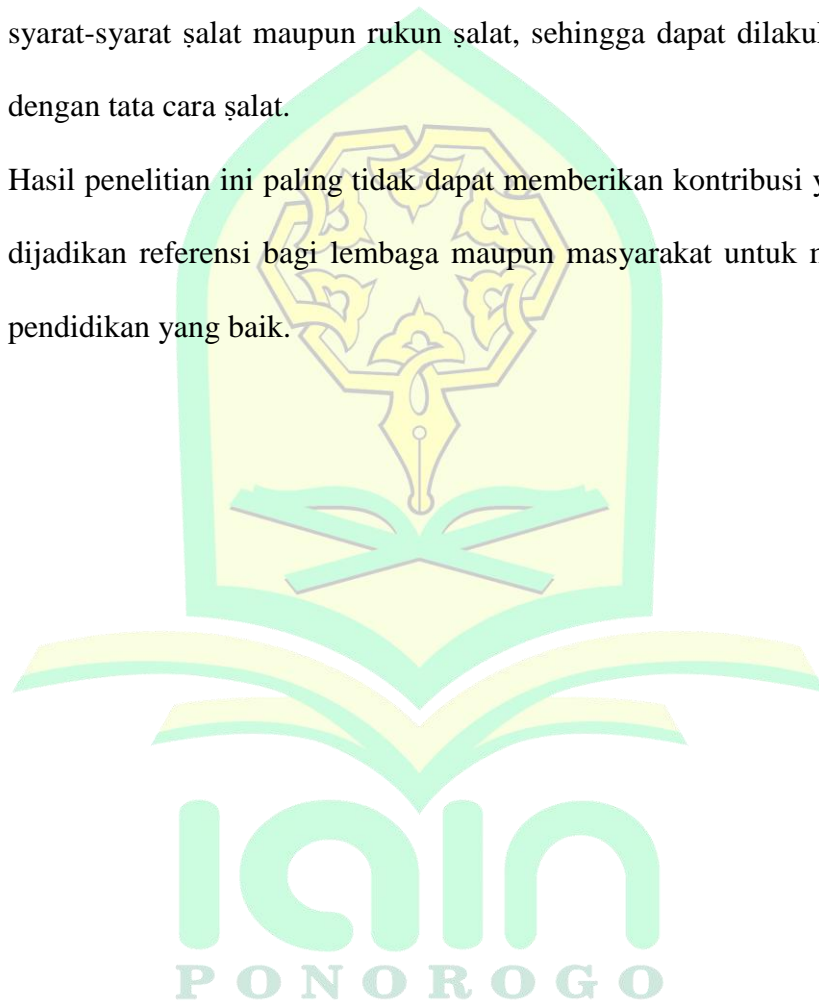 syarat-syarat ṣalat maupun rukun ṣalat, sehingga dapat
dengan tata cara ṣalat.
Hasil penelitian ini paling tidak dapat memberikan kontribusi
dijadikan referensi bagi lembaga maupun masyarakat untuk
pendidikan yang baik.
iain
PONOROGO